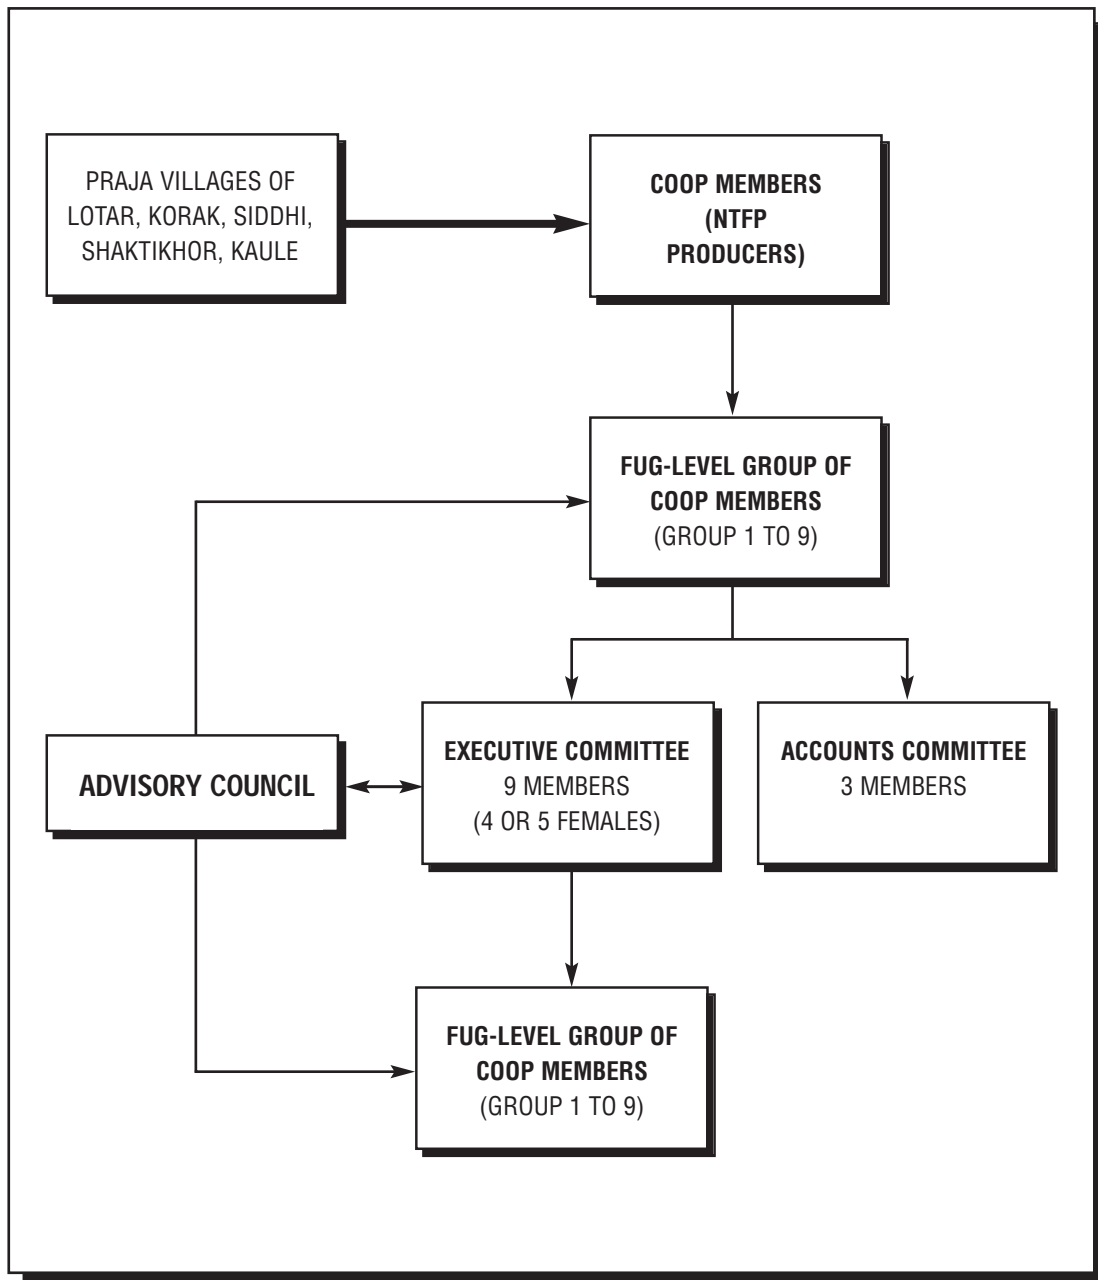 PRAJA VILLAGES OF
LOTAR, KORAK, SIDDHI,
SHAKTIKHOR, KAULE
COOP MEMBERS
(NTFP
PRODUCERS)
FUG-LEVEL GROUP OF
COOP MEMBERS
(GROUP 1 TO 9)
ADVISORY COUNCIL
EXECUTIVE COMMITTEE
9 MEMBERS
(4 OR 5 FEMALES)
ACCOUNTS COMMITTEE
3 MEMBERS
FUG-LEVEL GROUP OF
COOP MEMBERS
(GROUP 1 TO 9)